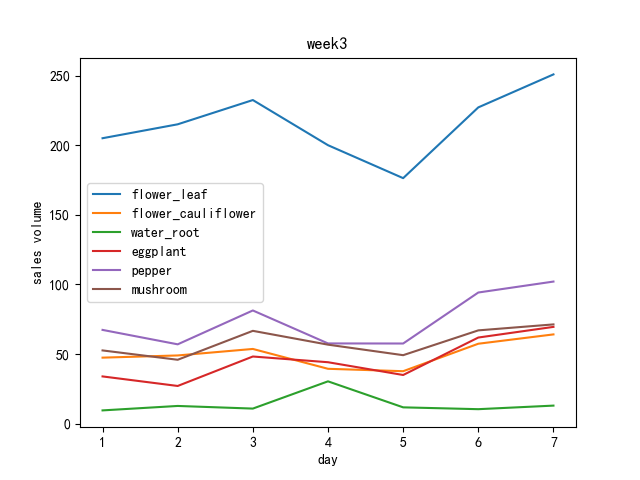 week3
250
200
150
100
50
0
sales volume
flower_leaf
flower_cauliflower
water_root
eggplant
pepper
mushroom
1 2 3 4 5 6 7
day